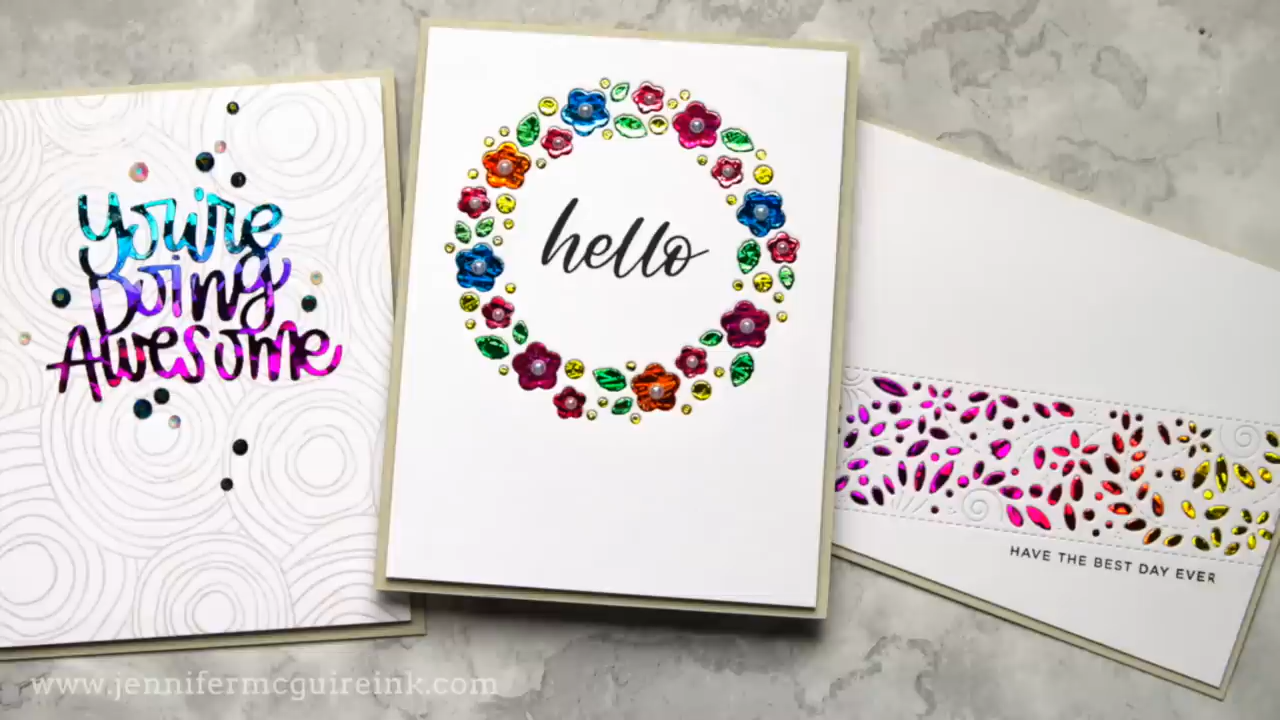 You're
Doing
Awesome
hello
HAVE THE BEST DAY EVER
www.jennifermcguireink.com